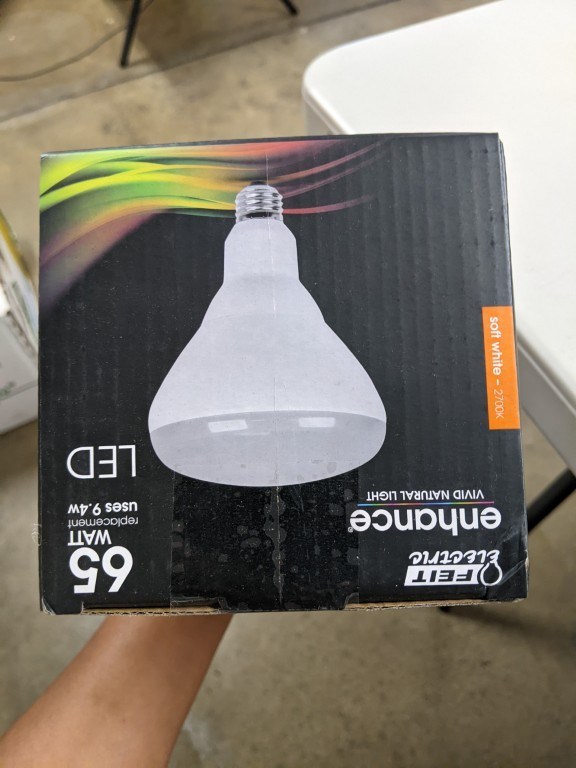 FEIT
Electric
enhance®
VIVID NATURAL LIGHT
65
WATT
replacement
uses 9.4w
LED
soft white - 2700K